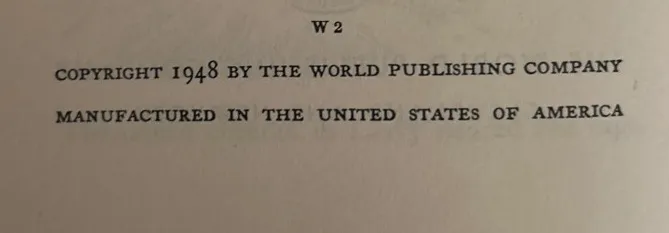 W 2
COPYRIGHT 1948 BY THE WORLD PUBLISHING COMPANY
MANUFACTURED IN THE UNITED STATES OF AMERICA